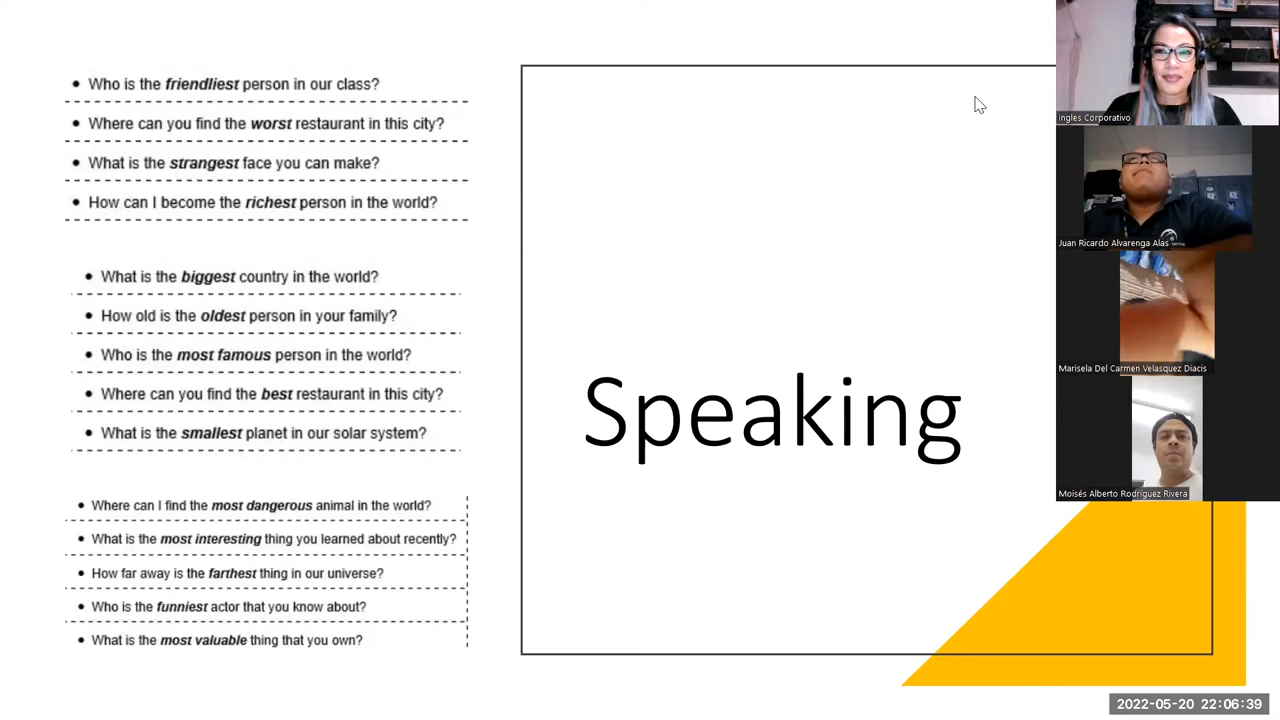 • Who is the friendliest person in our class?
• Where can you find the worst restaurant in this city?
• What is the strangest face you can make?
• How can I become the richest person in the world?
• What is the biggest country in the world?
• How old is the oldest person in your family?
• Who is the most famous person in the world?
• Where can you find the best restaurant in this city?
• What is the smallest planet in our solar system?
• Where can I find the most dangerous animal in the world?
• What is the most interesting thing you learned about recently?
• How far away is the farthest thing in our universe?
• Who is the funniest actor that you know about?
• What is the most valuable thing that you own?
Speaking
Ingles Corporativo
Juan Ricardo Alvarenga Alas
Marisela Del Carmen Velasquez Diacis
Moisés Alberto Rodríguez Rivera
2022-05-20 22:06:39